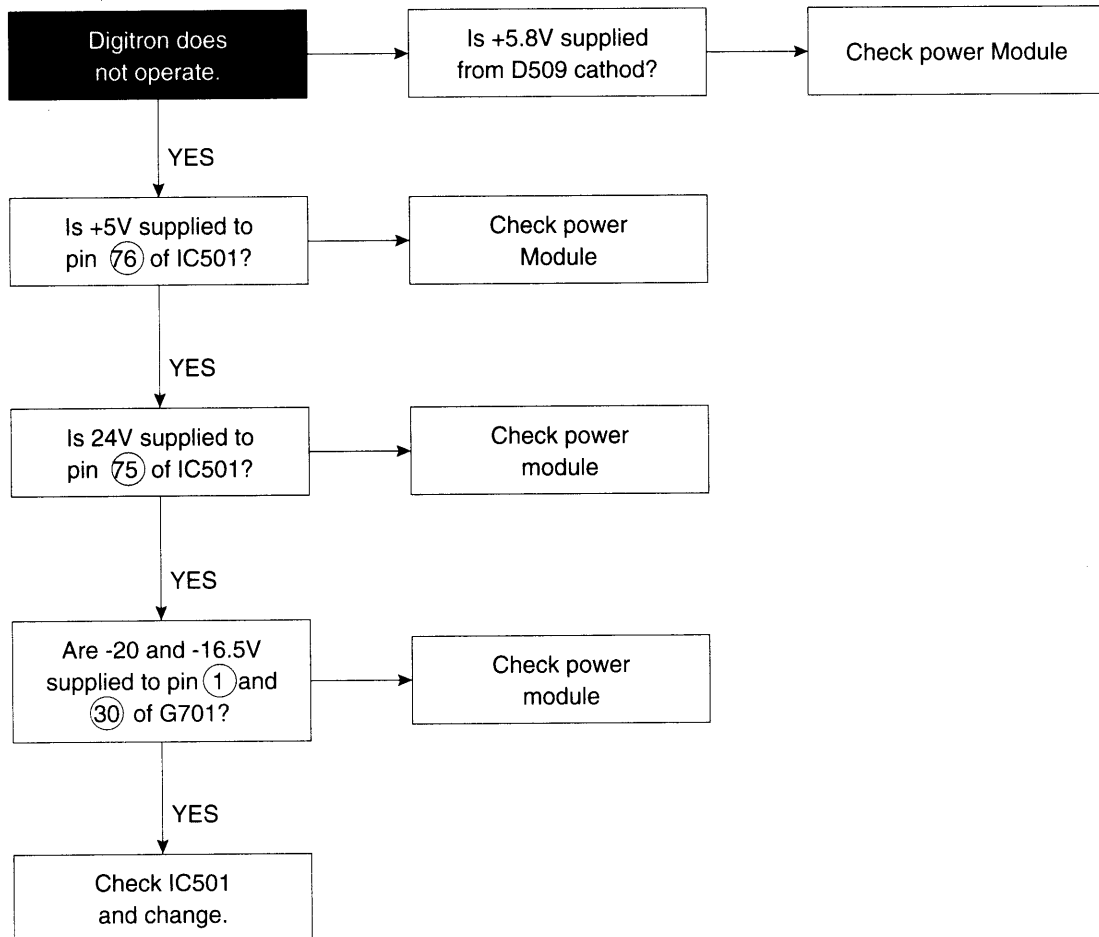 Digitron does
not operate.
Is +5.8V supplied
from D509 cathod?
Check power Module
YES
Is +5V supplied to
pin 76 of IC501?
Check power
Module
YES
Is 24V supplied to
pin 75 of IC501?
Check power
module
YES
Are -20 and -16.5V
supplied to pin 1 and
30 of G701?
Check power
module
YES
Check IC501
and change.